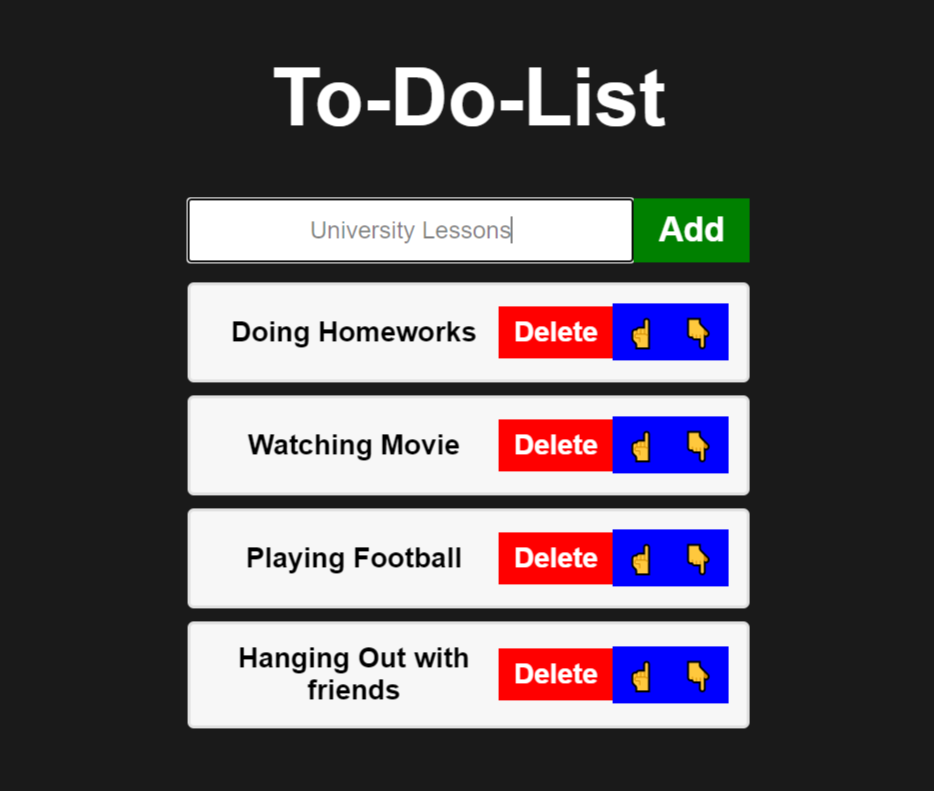 To-Do-List
University Lessons
Add
Doing Homeworks
Delete
Watching Movie
Delete
Playing Football
Delete
Hanging Out with
friends
Delete